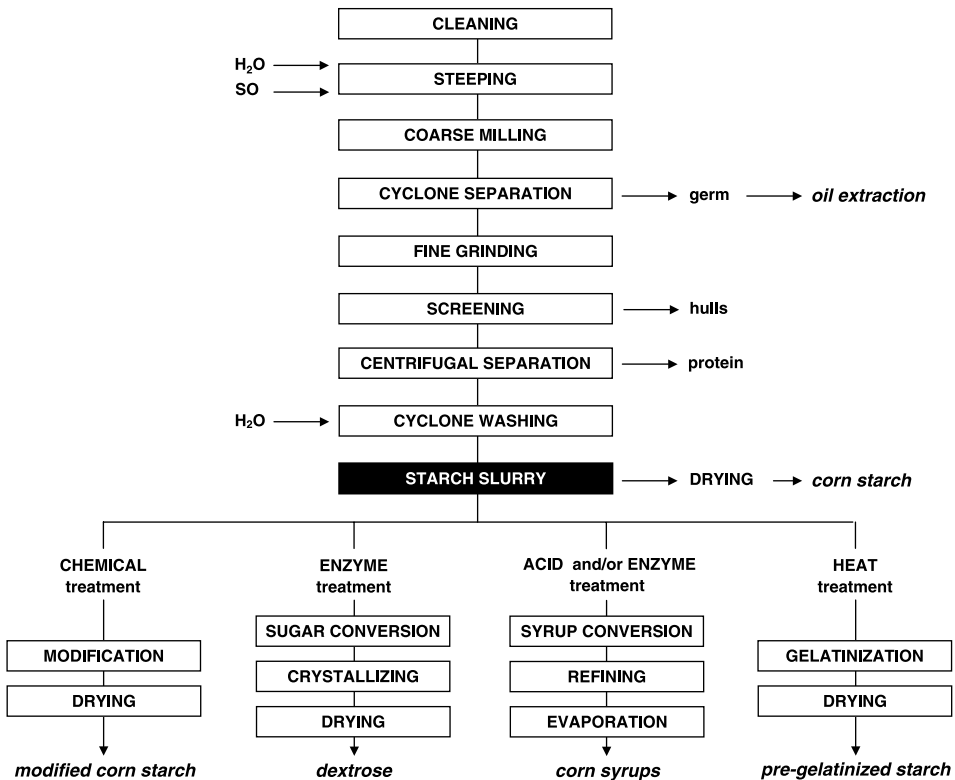 CLEANING
H₂O
STEEPING
SO
COARSE MILLING
CYCLONE SEPARATION
germ
oil extraction
FINE GRINDING
SCREENING
hulls
CENTRIFUGAL SEPARATION
protein
H₂O
CYCLONE WASHING
STARCH SLURRY
DRYING
corn starch
CHEMICAL
treatment
MODIFICATION
DRYING
modified corn starch
ENZYME
treatment
SUGAR CONVERSION
CRYSTALLIZING
DRYING
dextrose
ACID and/or ENZYME
treatment
SYRUP CONVERSION
REFINING
EVAPORATION
corn syrups
HEAT
treatment
GELATINIZATION
DRYING
pre-gelatinized starch